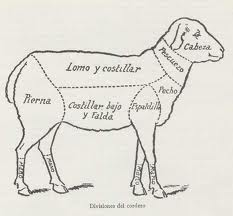 Cabeza
Pescuezo
Lomo y costillar
Pecho
Pierna
Costillar bajo
y falda
Espaldilla
Divisiones del cordero